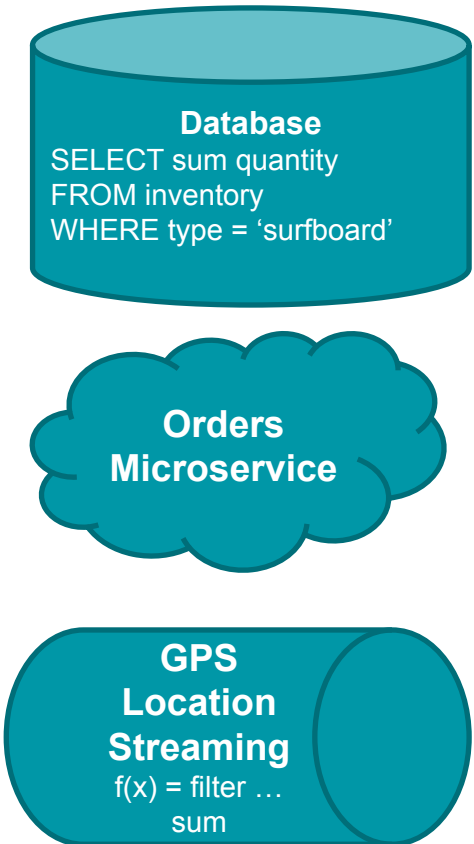 Database
SELECT sum quantity
FROM inventory
WHERE type = ‘surfboard’
Orders
Microservice
GPS
Location
Streaming
f(x) = filter …
sum